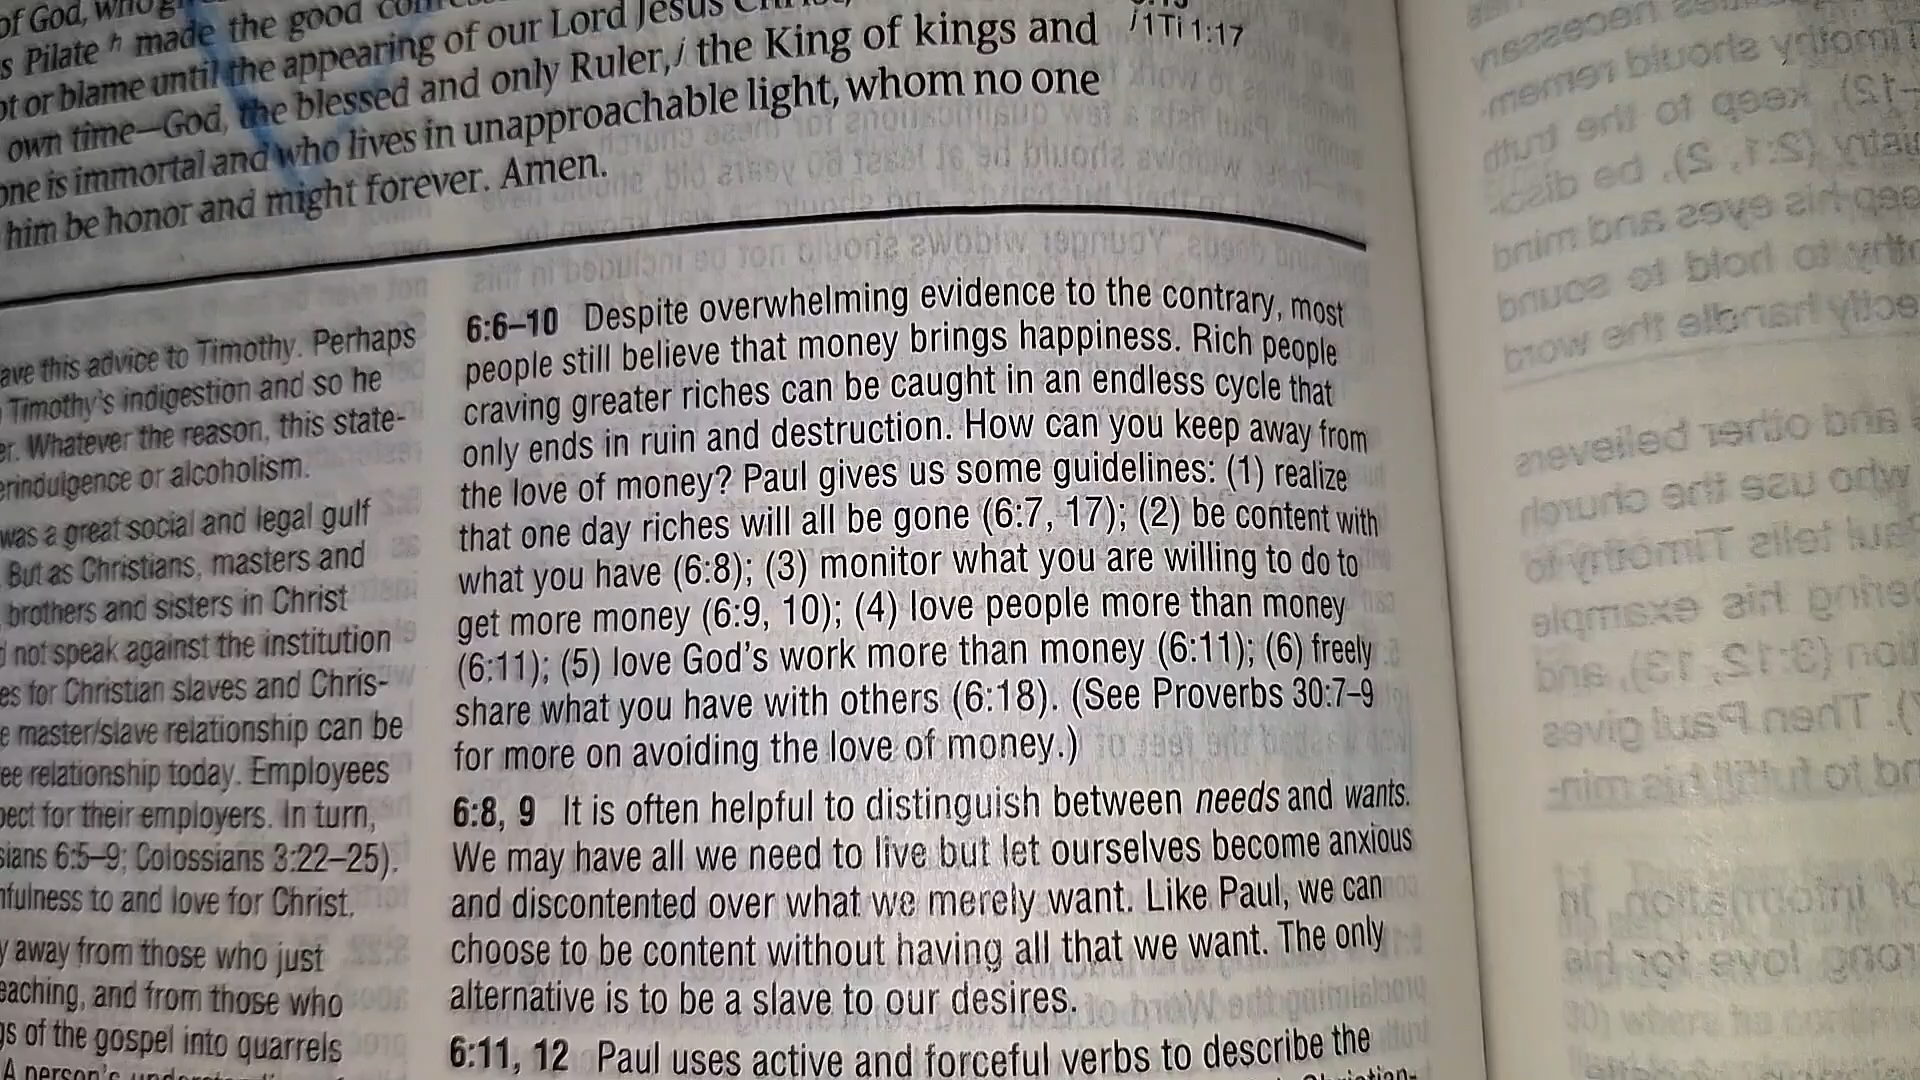 of God, who
s Pilate h made the good
j1Ti 1:17
ot or blame until the appearing of our Lord Jesus
own time—God, the blessed and only Ruler, j the King of kings and
one is immortal and who lives in unapproachable light, whom no one
him be honor and might forever. Amen.
ave this advice to Timothy. Perhaps
Timothy's indigestion and so he
er. Whatever the reason, this state-
erindulgence or alcoholism.
was a great social and legal gulf
But as Christians, masters and
brothers and sisters in Christ
not speak against the institution
es for Christian slaves and Chris-
e master/slave relationship can be
ee relationship today. Employees
pect for their employers. In turn,
sians 6:5–9; Colossians 3:22–25).
hfulness to and love for Christ.
y away from those who just
eaching, and from those who
gs of the gospel into quarrels
A person's
6:6–10 Despite overwhelming evidence to the contrary, most
people still believe that money brings happiness. Rich people
craving greater riches can be caught in an endless cycle that
only ends in ruin and destruction. How can you keep away from
the love of money? Paul gives us some guidelines: (1) realize
that one day riches will all be gone (6:7, 17); (2) be content with
what you have (6:8); (3) monitor what you are willing to do to
get more money (6:9, 10); (4) love people more than money
(6:11); (5) love God's work more than money (6:11); (6) freely
share what you have with others (6:18). (See Proverbs 30:7–9
for more on avoiding the love of money.)
6:8, 9 It is often helpful to distinguish between needs and wants.
We may have all we need to live but let ourselves become anxious
and discontented over what we merely want. Like Paul, we can
choose to be content without having all that we want. The only
alternative is to be a slave to our desires.
6:11, 12 Paul uses active and forceful verbs to describe the